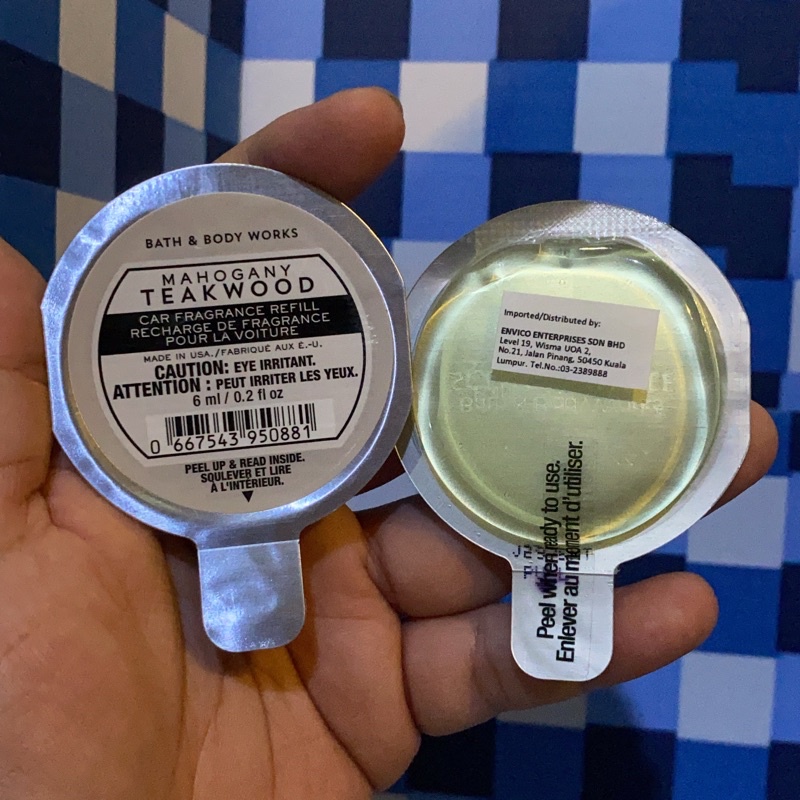 BATH & BODY WORKS
MAHOGANY
TEAKWOOD
CAR FRAGRANCE REFILL
RECHARGE DE FRAGRANCE
POUR LA VOITURE
MADE IN USA./FABRIQUÉ AUX É.-U.
CAUTION: EYE IRRITANT.
ATTENTION : PEUT IRRITER LES YEUX.
6 ml / 0.2 fl oz
0 667543 950881
PEEL UP & READ INSIDE.
SQULEVER ET LIRE
À L'INTÉRIEUR.
Imported/Distributed by:
ENVICO ENTERPRISES SDN BHD
Level 19, Wisma UOA 2,
No.21, Jalan Pinang, 50450 Kuala
Lumpur. Tel.No.:03-2389888
Peel when ready to use.
Enlever au moment d'utiliser.